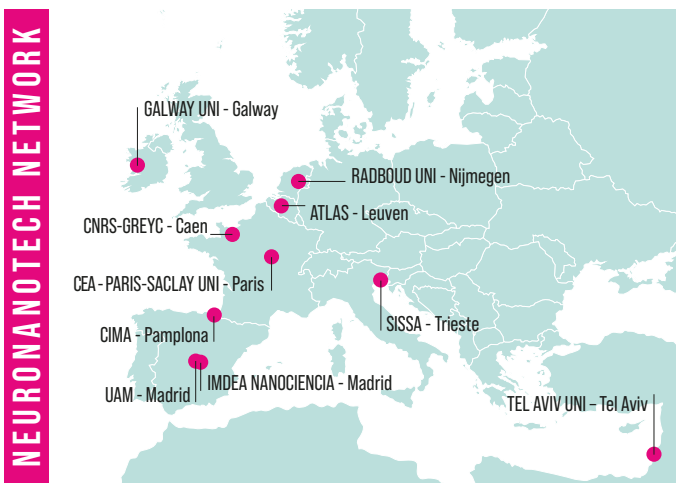 NEURONANOTECH NETWORK
GALWAY UNI - Galway
RADBOUD UNI - Nijmegen
ATLAS - Leuven
CNRS-GREYC - Caen
CEA - PARIS-SACLAY UNI - Paris
SISSA - Trieste
CIMA - Pamplona
IMDEA NANOCIENCIA - Madrid
UAM - Madrid
TEL AVIV UNI – Tel Aviv